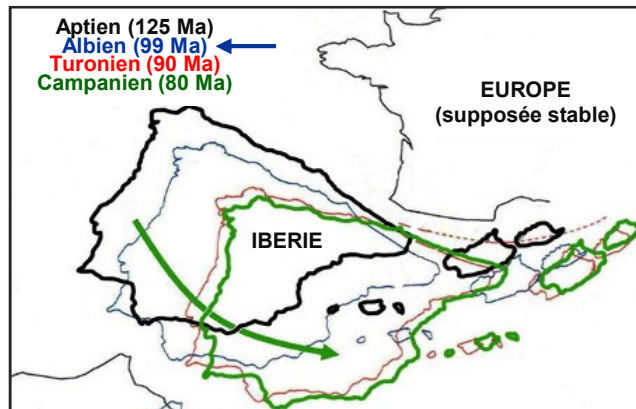 Aptien (125 Ma)
Albien (99 Ma)
Turonien (90 Ma)
Campanien (80 Ma)
EUROPE
(supposée stable)
IBERIE